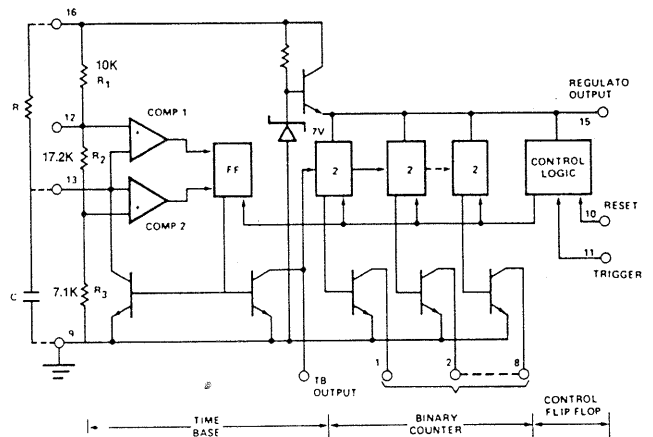 16
10K
R1
R
12
COMP 1
17.2K
R2
13
FF
COMP 2
7.1K
R3
C
9
7V
2
2
2
CONTROL
LOGIC
REGULATO
OUTPUT
15
10
RESET
11
TRIGGER
TB
OUTPUT
1
2
8
TIME
BASE
BINARY
COUNTER
CONTROL
FLIP FLOP